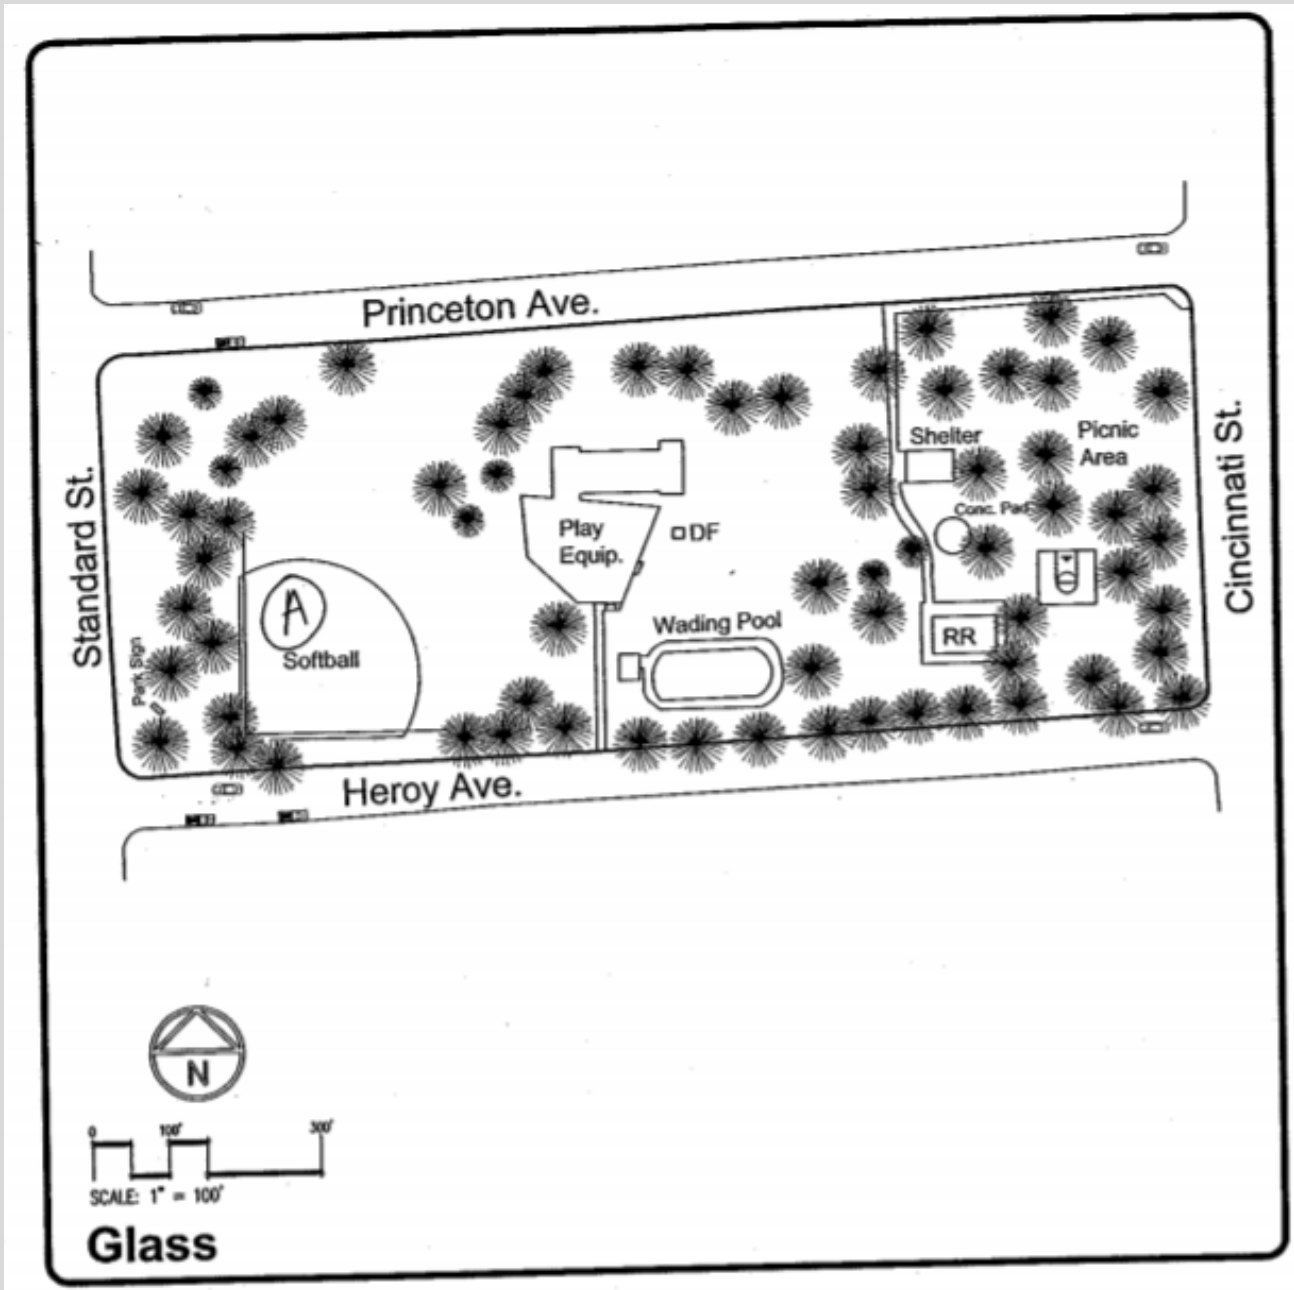 Princeton Ave.
Standard St.
Cincinnati St.
Shelter
Picnic
Area
Conc. Pad
Play
Equip.
DF
A
Softball
Wading Pool
RR
Park Sign
Heroy Ave.
N
0 100' 300'
SCALE: 1" = 100'
Glass